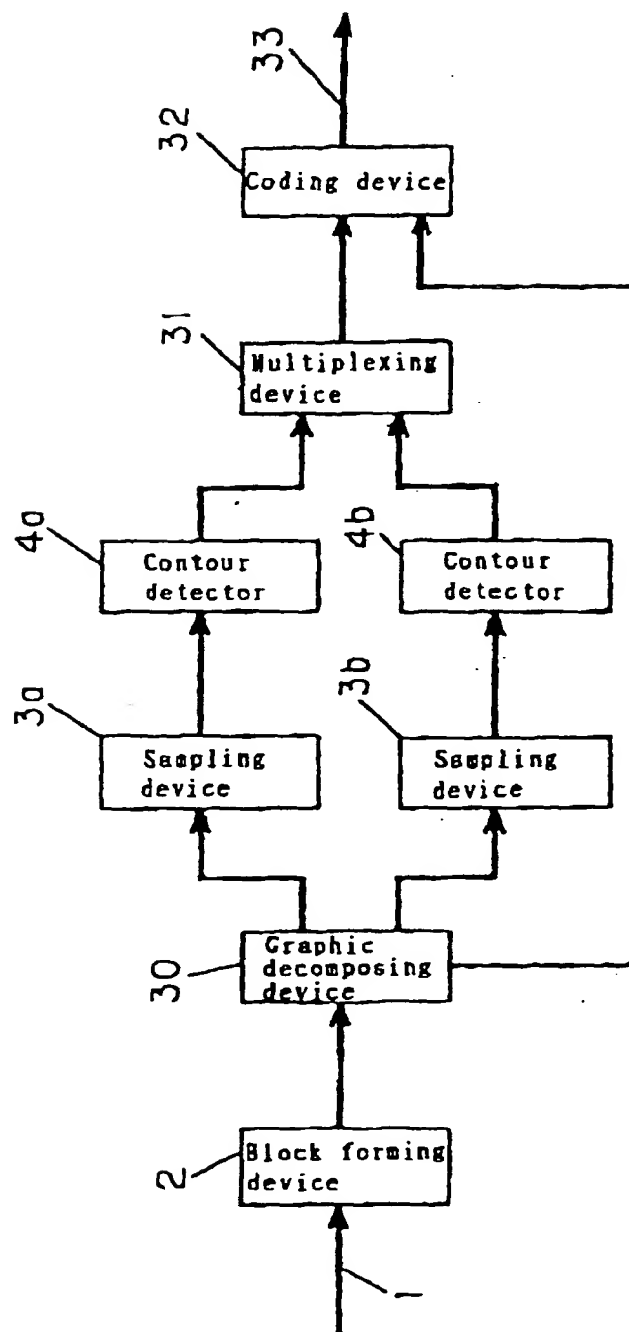 33
32
Coding device
31
Multiplexing
device
4a
Contour
detector
4b
Contour
detector
3a
Sampling
device
3b
Sampling
device
30
Graphic
decomposing
device
2
Block forming
device
1